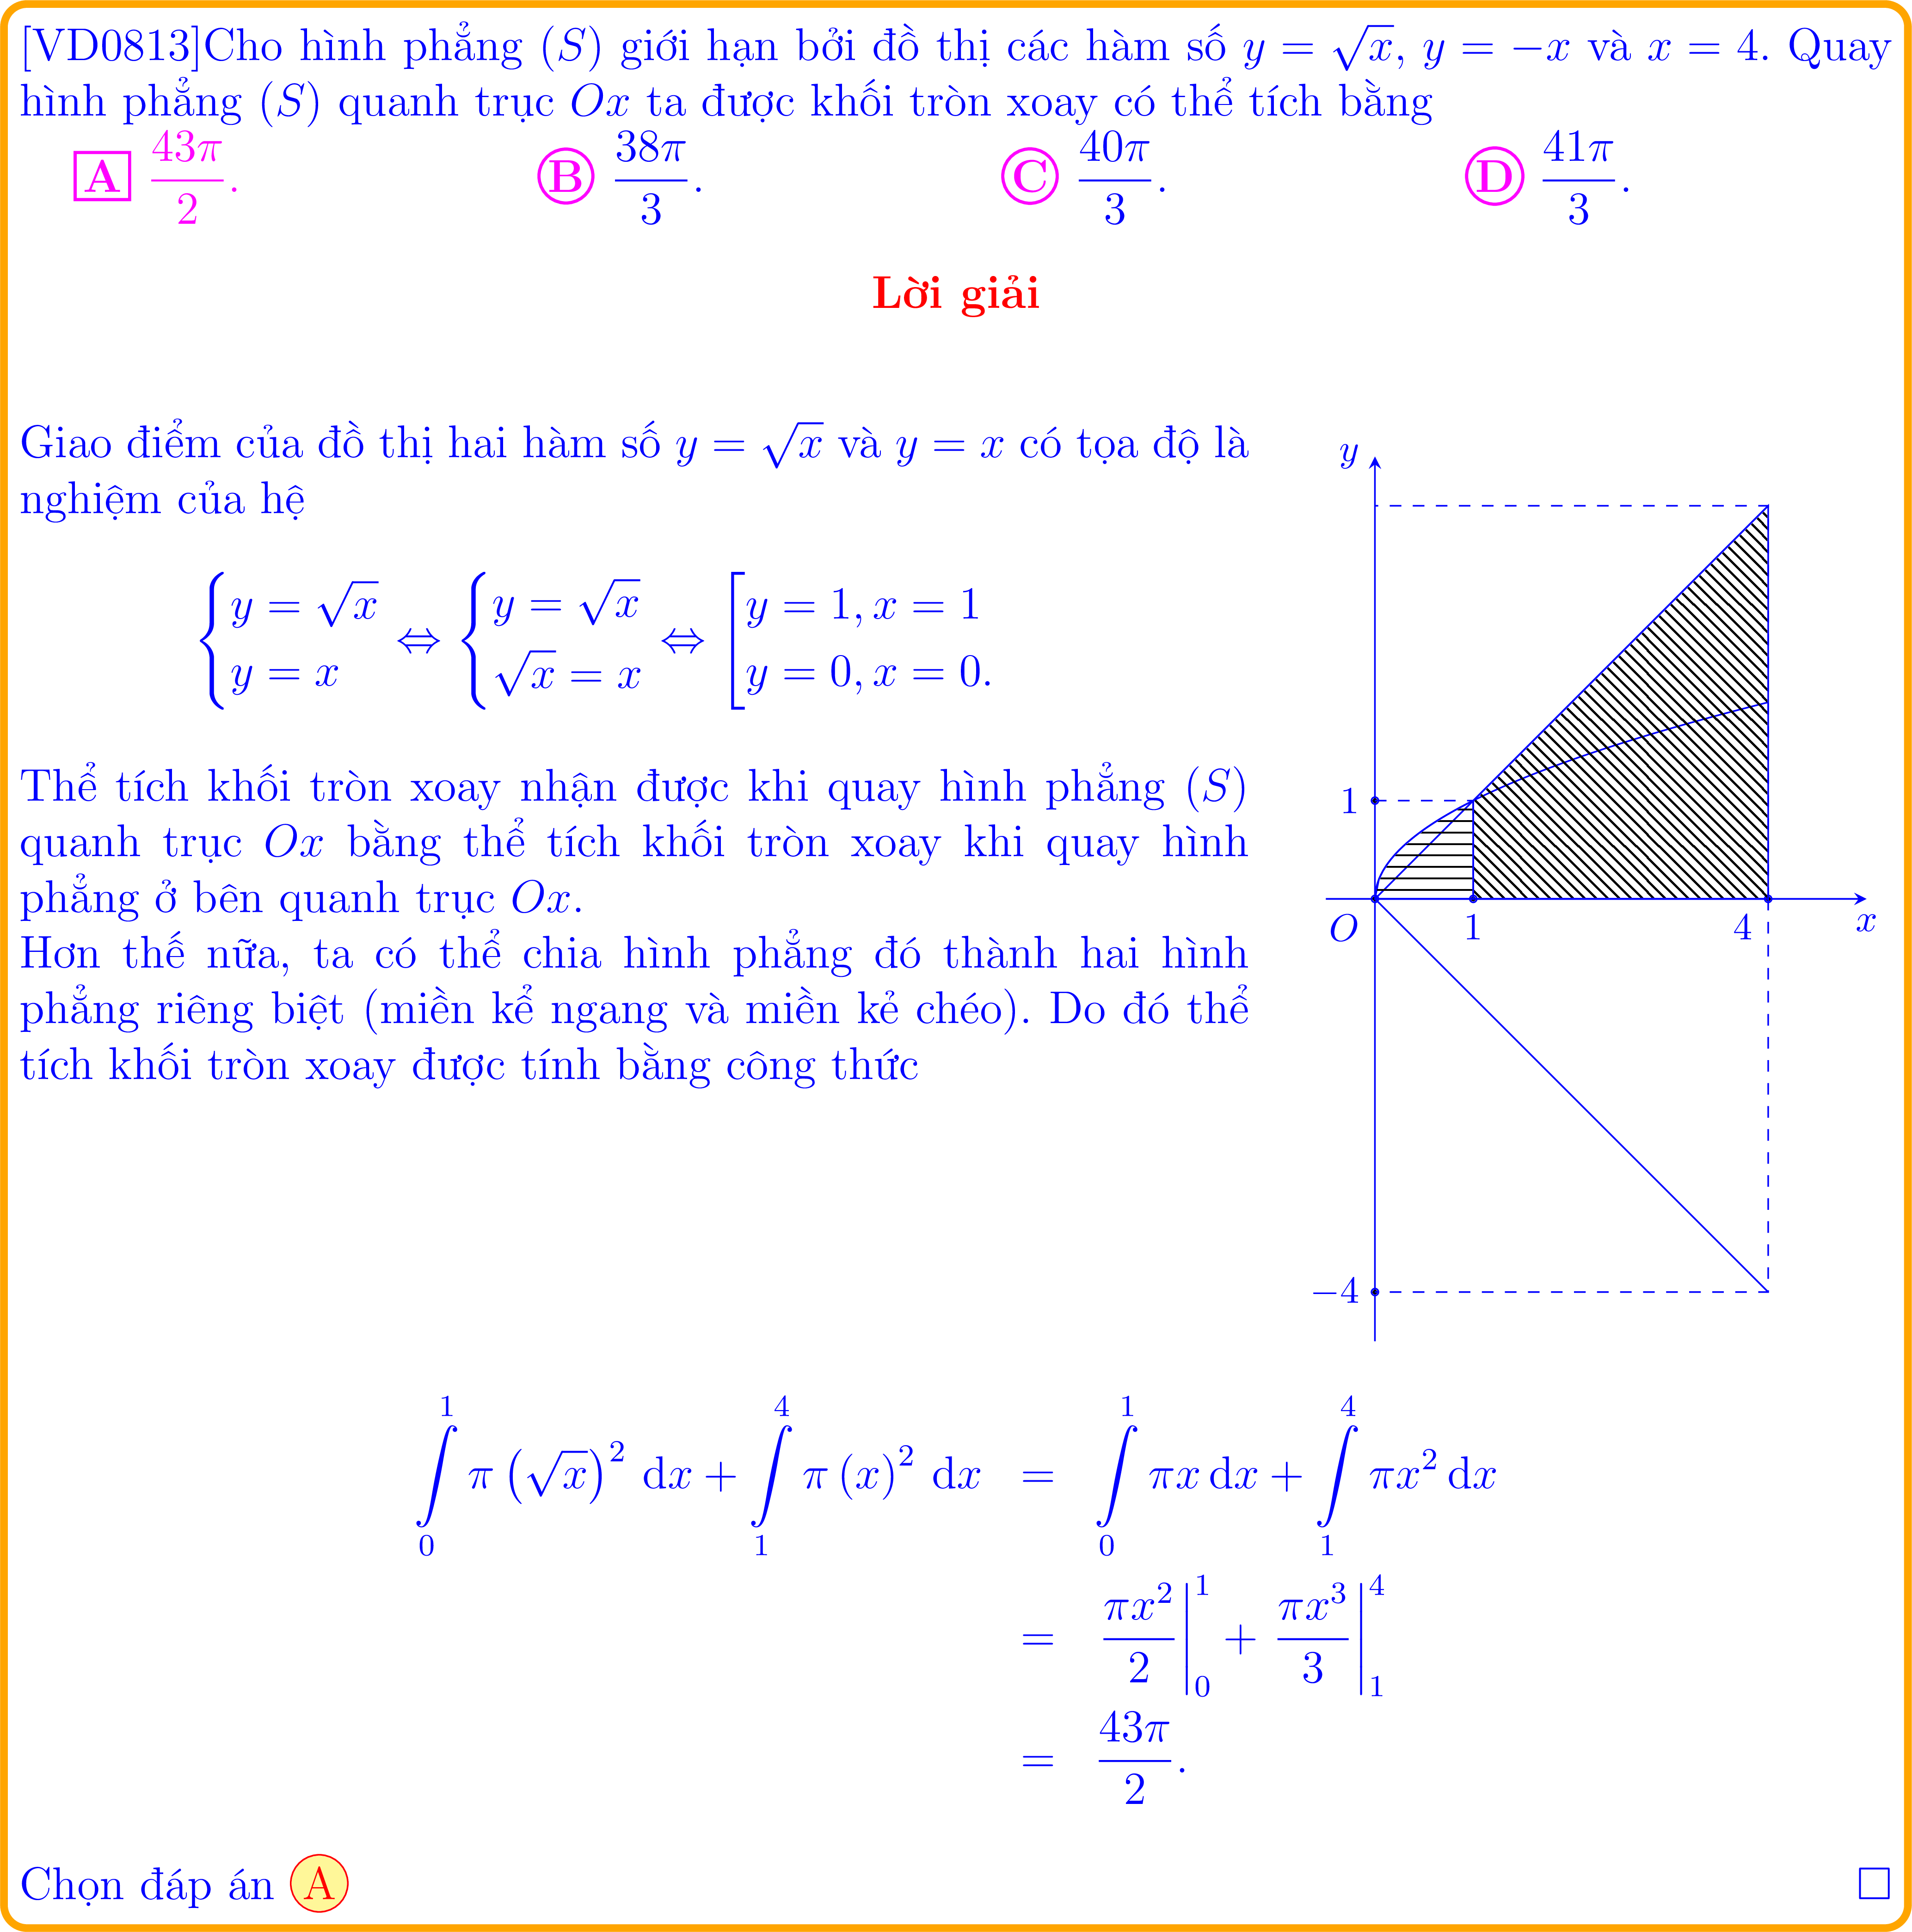 [VD0813]Cho hình phẳng (S) giới hạn bởi đồ thị các hàm số y = √x, y = −x và x = 4. Quay
hình phẳng (S) quanh trục Ox ta được khối tròn xoay có thể tích bằng
A 43π/2. B 38π/3. C 40π/3. D 41π/3.
Lời giải
Giao điểm của đồ thị hai hàm số y = √x và y = x có tọa độ là
nghiệm của hệ
{y = √x, y = x ⇔ {y = √x, √x = x ⇔ [y = 1, x = 1; y = 0, x = 0.
Thể tích khối tròn xoay nhận được khi quay hình phẳng (S)
quanh trục Ox bằng thể tích khối tròn xoay khi quay hình
phẳng ở bên quanh trục Ox.
Hơn thế nữa, ta có thể chia hình phẳng đó thành hai hình
phẳng riêng biệt (miền kể ngang và miền kẻ chéo). Do đó thể
tích khối tròn xoay được tính bằng công thức
y
1
O 1 4 x
−4
∫₀¹ π (√x)² dx + ∫₁⁴ π (x)² dx = ∫₀¹ πx dx + ∫₁⁴ πx² dx
= πx²/2 |₀¹ + πx³/3 |₁⁴
= 43π/2.
Chọn đáp án A □